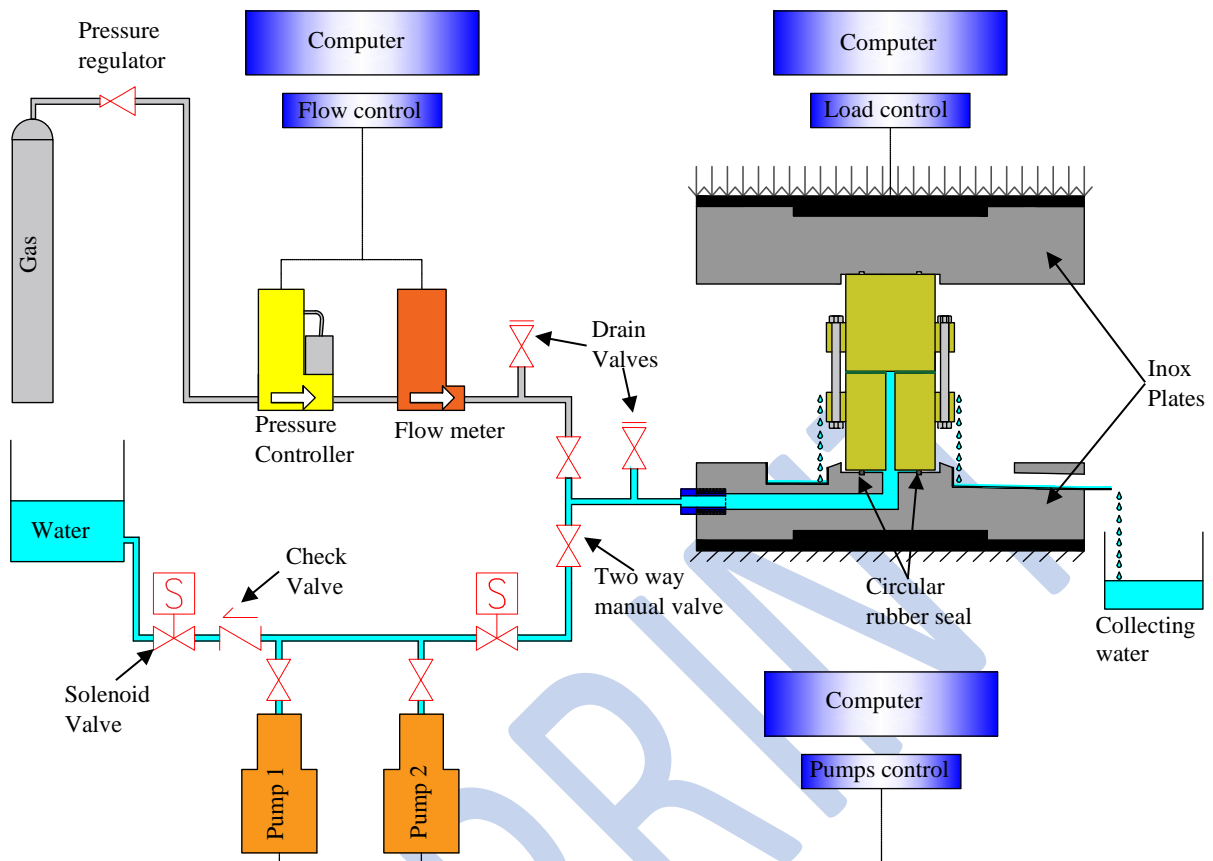 Pressure
regulator
Computer
Computer
Flow control
Load control
Gas
Drain
Valves
Inox
Plates
Pressure
Controller
Flow meter
Water
Check
Valve
S
S
Two way
manual valve
Circular
rubber seal
Collecting
water
Solenoid
Valve
Computer
Pumps control
Pump 1
Pump 2